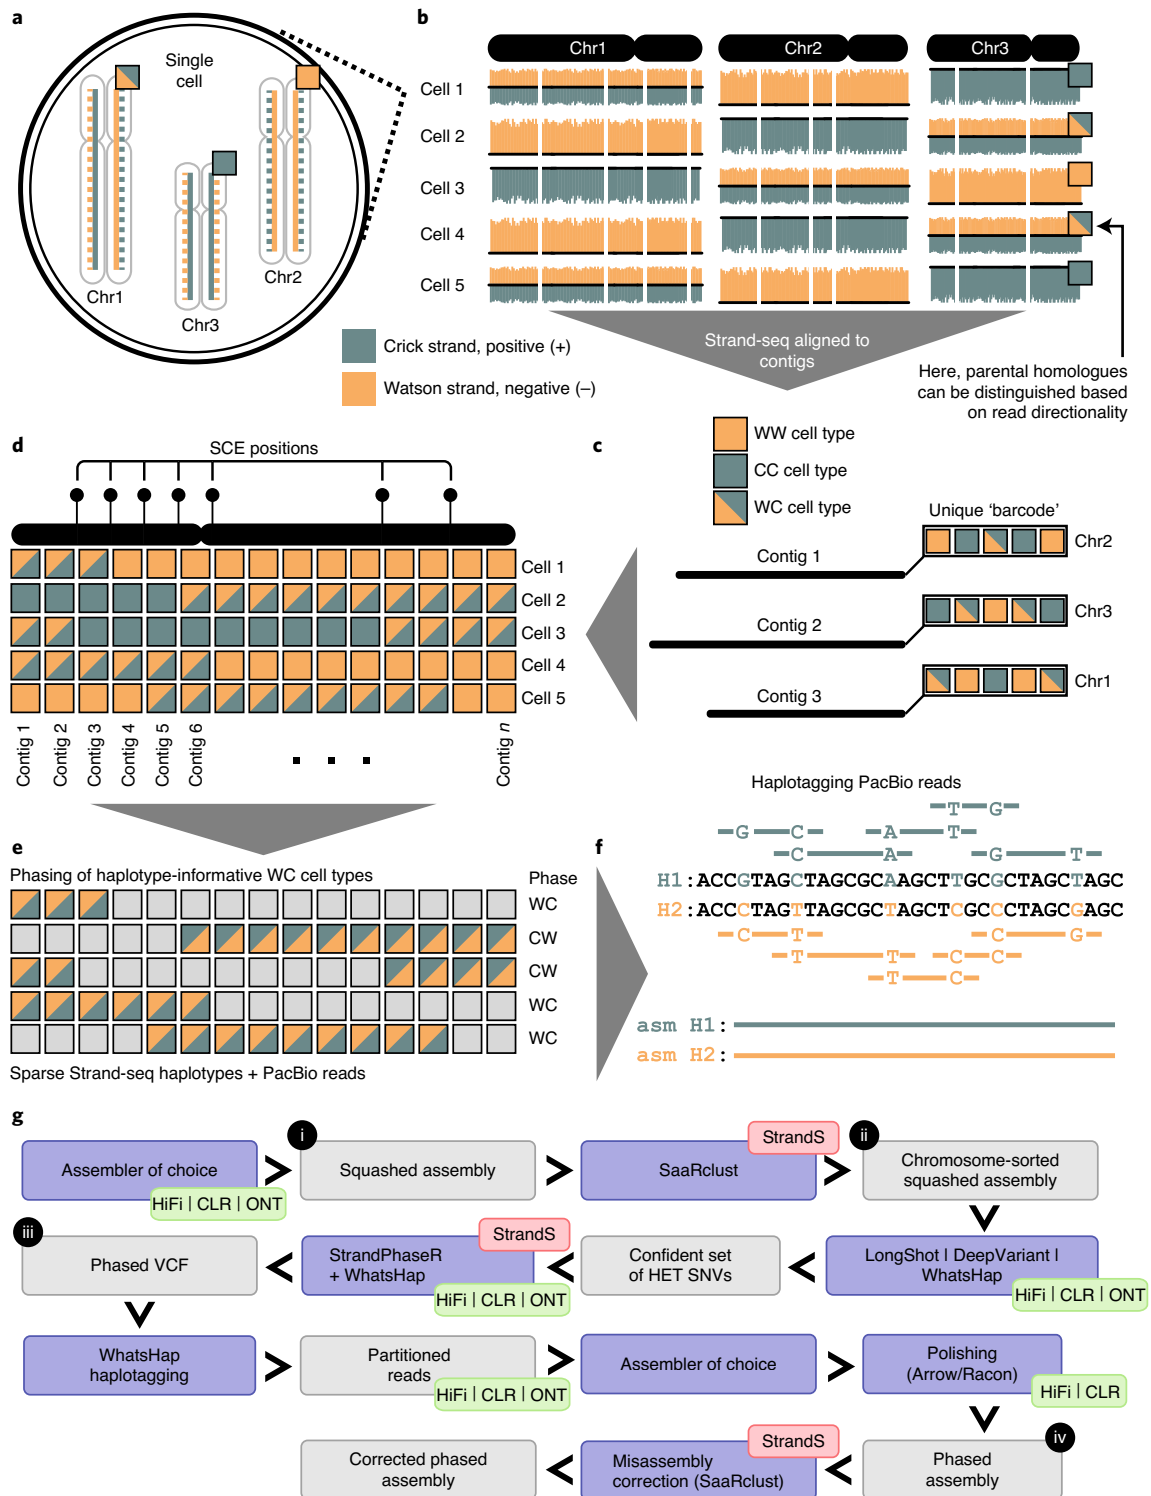 a
Single
cell
Chr1
Chr3
Chr2
b
Chr1
Chr2
Chr3
Cell 1
Cell 2
Cell 3
Cell 4
Cell 5
Strand-seq aligned to
contigs
Here, parental homologues
can be distinguished based
on read directionality
Crick strand, positive (+)
Watson strand, negative (–)
c
WW cell type
CC cell type
WC cell type
Unique ‘barcode’
Contig 1
Chr2
Contig 2
Chr3
Contig 3
Chr1
d
SCE positions
Cell 1
Cell 2
Cell 3
Cell 4
Cell 5
Contig 1
Contig 2
Contig 3
Contig 4
Contig 5
Contig 6
. . .
Contig n
e
Phasing of haplotype-informative WC cell types
Phase
WC
CW
CW
WC
WC
Sparse Strand-seq haplotypes + PacBio reads
f
Haplotagging PacBio reads
T G
G C A T
C A G T
H1:ACCGTAGCTAGCGCAAGCTTGCGCTAGCTAGC
H2:ACCCTAGTTAGCGCTAGCTCGCCCTAGCGAGC
C T C G
T T C C
T C
asm H1:
asm H2:
g
i
ii
Assembler of choice
HiFi | CLR | ONT
Squashed assembly
SaaRclust
StrandS
Chromosome-sorted
squashed assembly
iii
Phased VCF
StrandPhaseR
+ WhatsHap
StrandS
HiFi | CLR | ONT
Confident set
of HET SNVs
LongShot | DeepVariant |
WhatsHap
HiFi | CLR | ONT
WhatsHap
haplotagging
Partitioned
reads
HiFi | CLR | ONT
Assembler of choice
Polishing
(Arrow/Racon)
HiFi | CLR
Corrected phased
assembly
Misassembly
correction (SaaRclust)
StrandS
iv
Phased
assembly